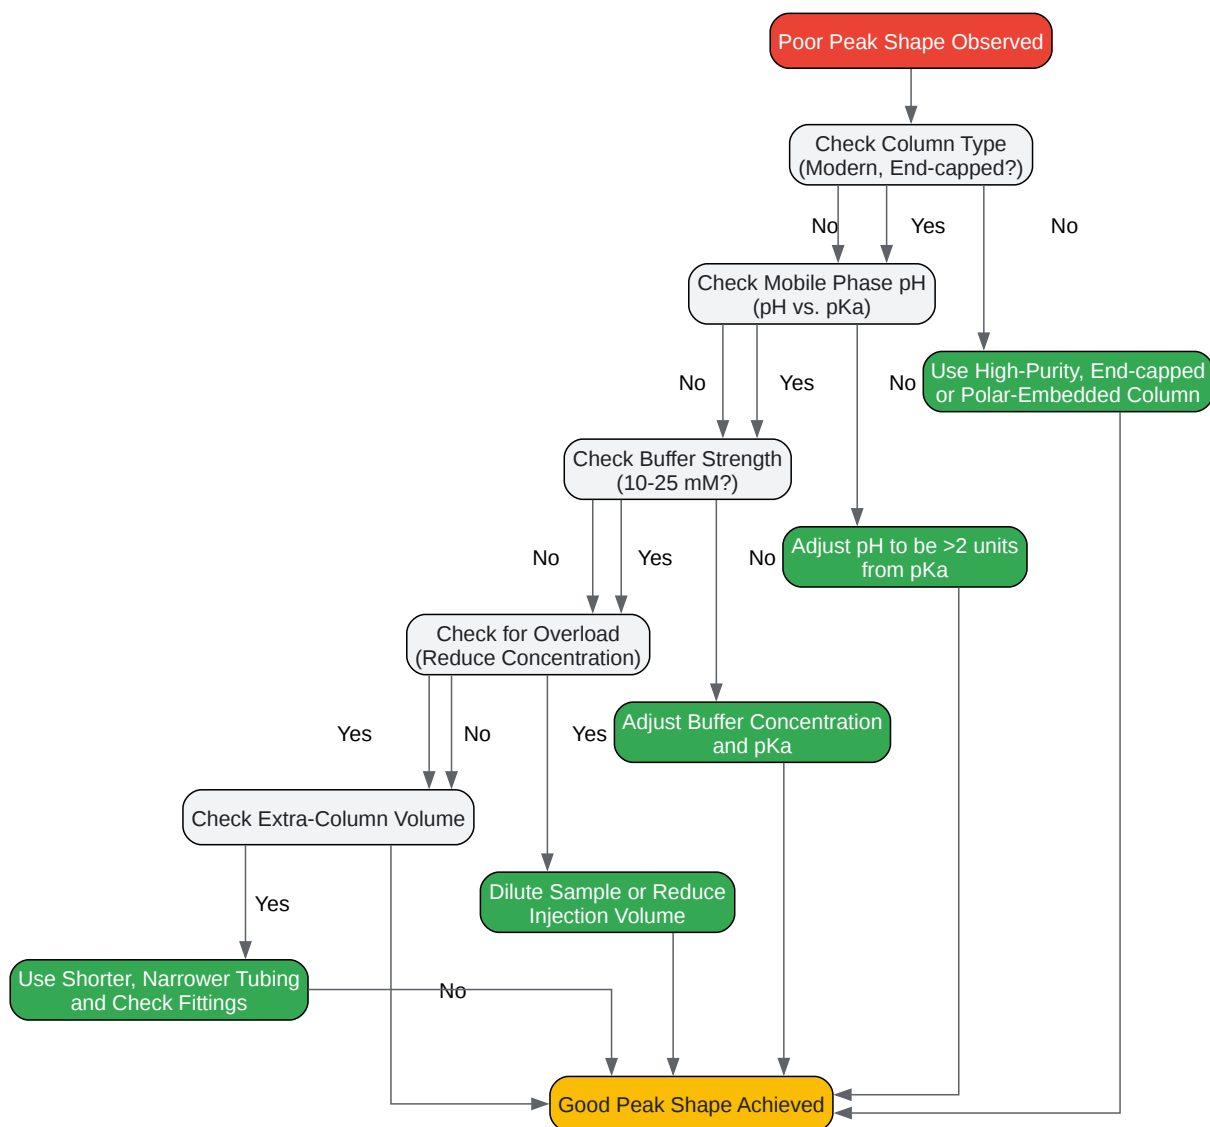 Poor Peak Shape Observed
Check Column Type
(Modern, End-capped?)
No
Yes
No
Check Mobile Phase pH
(pH vs. pKa)
Use High-Purity, End-capped
or Polar-Embedded Column
No
Yes
No
Check Buffer Strength
(10-25 mM?)
Adjust pH to be >2 units
from pKa
No
Yes
No
Check for Overload
(Reduce Concentration)
Adjust Buffer Concentration
and pKa
Yes
No
Yes
Check Extra-Column Volume
Dilute Sample or Reduce
Injection Volume
Yes
Use Shorter, Narrower Tubing
and Check Fittings
No
Good Peak Shape Achieved